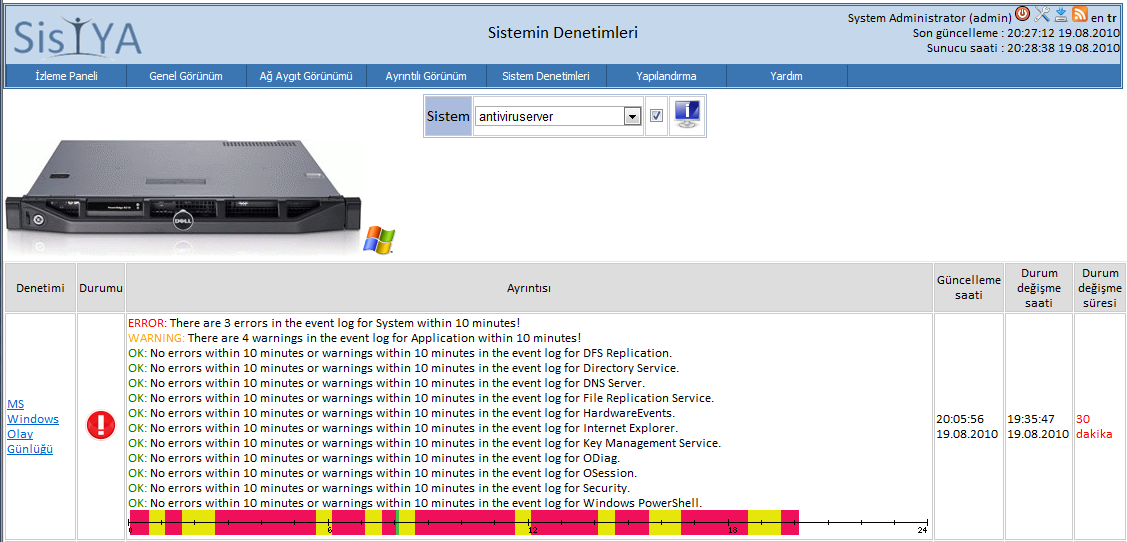 SisIYA
Sistemin Denetimleri
System Administrator (admin) en tr
Son güncelleme : 20:27:12 19.08.2010
Sunucu saati : 20:28:38 19.08.2010
İzleme Paneli Genel Görünüm Ağ Aygıt Görünümü Ayrıntılı Görünüm Sistem Denetimleri Yapılandırma Yardım
Sistem antiviruserver
DELL
Denetimi Durumu Ayrıntısı Güncelleme saati Durum değişme saati Durum değişme süresi
MS Windows Olay Günlüğü
ERROR: There are 3 errors in the event log for System within 10 minutes!
WARNING: There are 4 warnings in the event log for Application within 10 minutes!
OK: No errors within 10 minutes or warnings within 10 minutes in the event log for DFS Replication.
OK: No errors within 10 minutes or warnings within 10 minutes in the event log for Directory Service.
OK: No errors within 10 minutes or warnings within 10 minutes in the event log for DNS Server.
OK: No errors within 10 minutes or warnings within 10 minutes in the event log for File Replication Service.
OK: No errors within 10 minutes or warnings within 10 minutes in the event log for HardwareEvents.
OK: No errors within 10 minutes or warnings within 10 minutes in the event log for Internet Explorer.
OK: No errors within 10 minutes or warnings within 10 minutes in the event log for Key Management Service.
OK: No errors within 10 minutes or warnings within 10 minutes in the event log for ODiag.
OK: No errors within 10 minutes or warnings within 10 minutes in the event log for OSession.
OK: No errors within 10 minutes or warnings within 10 minutes in the event log for Security.
OK: No errors within 10 minutes or warnings within 10 minutes in the event log for Windows PowerShell.
0 6 12 18 24
20:05:56 19.08.2010
19:35:47 19.08.2010
30 dakika